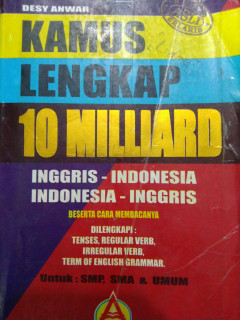 DESY ANWAR
KAMUS
LENGKAP
10 MILLIARD
INGGRIS - INDONESIA
INDONESIA - INGGRIS
BESERTA CARA MEMBACANYA
DILENGKAPI :
TENSES, REGULAR VERB,
IRREGULAR VERB,
TERM OF ENGLISH GRAMMAR,
Untuk : SMP, SMA & UMUM